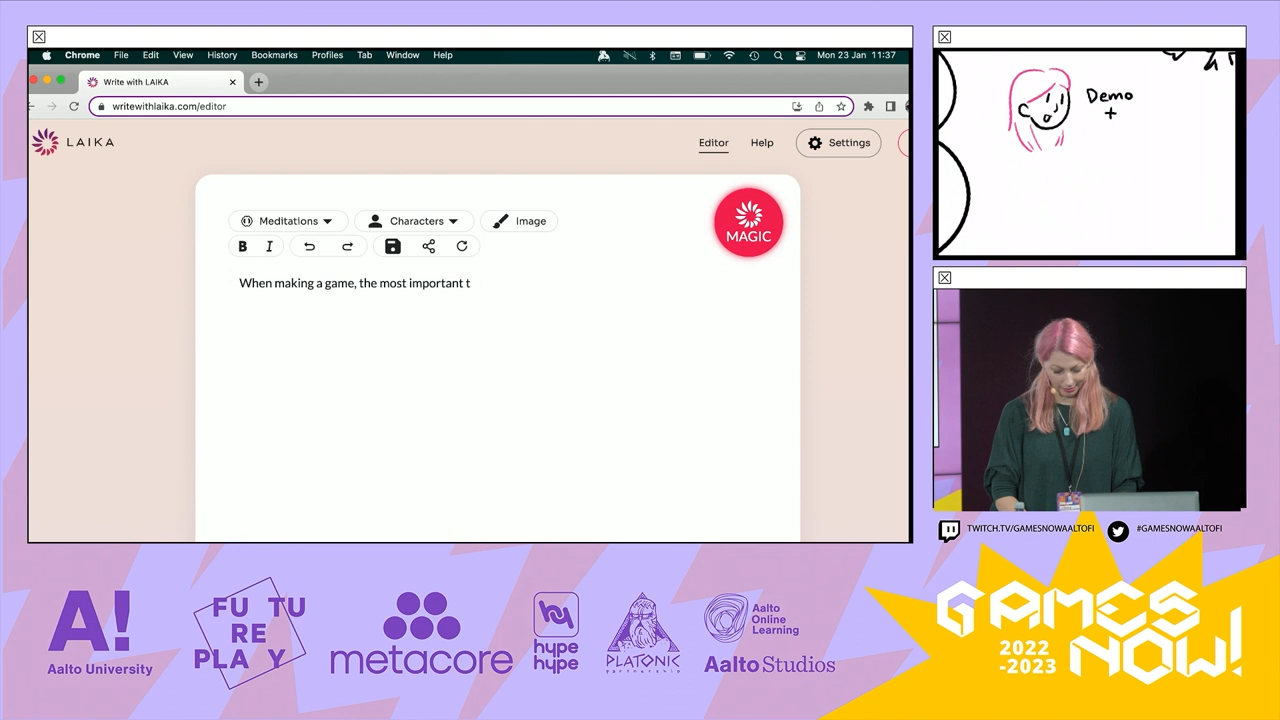 Chrome File Edit View History Bookmarks Profiles Tab Window Help
Mon 23 Jan 11:37
Write with LAIKA
writewithlaika.com/editor
LAIKA
Editor Help Settings
Meditations Characters Image
MAGIC
B I
When making a game, the most important t
Demo
+
TWITCH.TV/GAMESNOWAALTOFI #GAMESNOWAALTOFI
A!
Aalto University
FU TU
RE
PLA Y
metacore
hype
hype
PLATONIC
partnership
Aalto
Online
Learning
Aalto Studios
GAMES
NOW!
2022
-2023